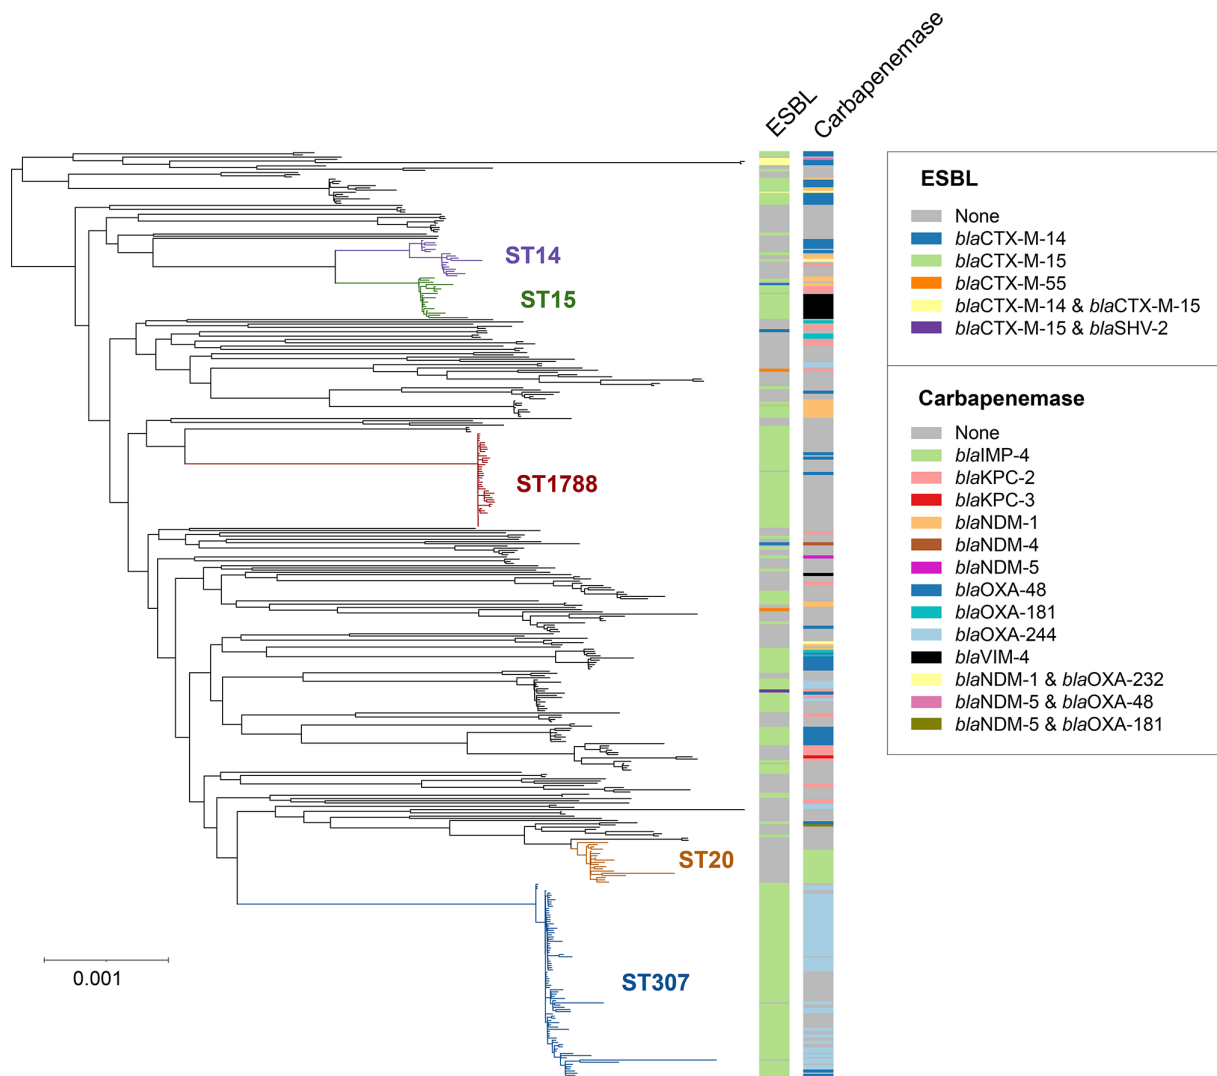 ESBL
Carbapenemase
ESBL
None
blaCTX-M-14
blaCTX-M-15
blaCTX-M-55
blaCTX-M-14 & blaCTX-M-15
blaCTX-M-15 & blaSHV-2
Carbapenemase
None
blaIMP-4
blaKPC-2
blaKPC-3
blaNDM-1
blaNDM-4
blaNDM-5
blaOXA-48
blaOXA-181
blaOXA-244
blaVIM-4
blaNDM-1 & blaOXA-232
blaNDM-5 & blaOXA-48
blaNDM-5 & blaOXA-181
ST14
ST15
ST1788
ST20
ST307
0.001